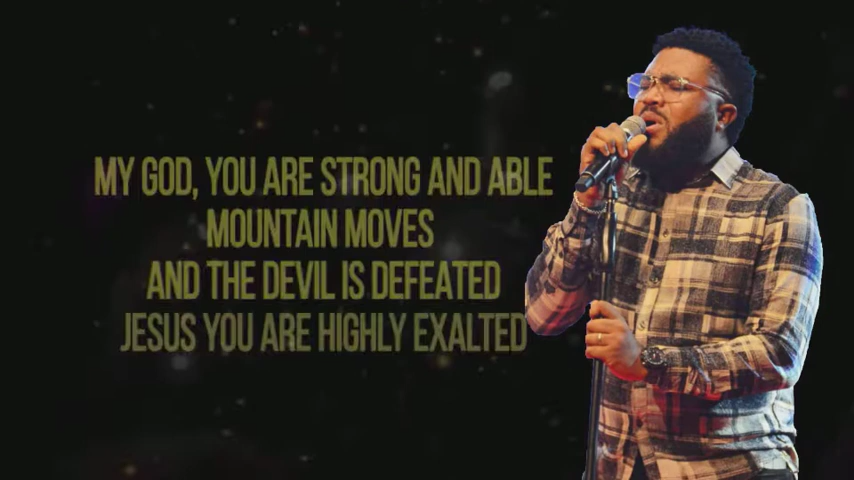 MY GOD, YOU ARE STRONG AND ABLE
MOUNTAIN MOVES
AND THE DEVIL IS DEFEATED
JESUS YOU ARE HIGHLY EXALTED